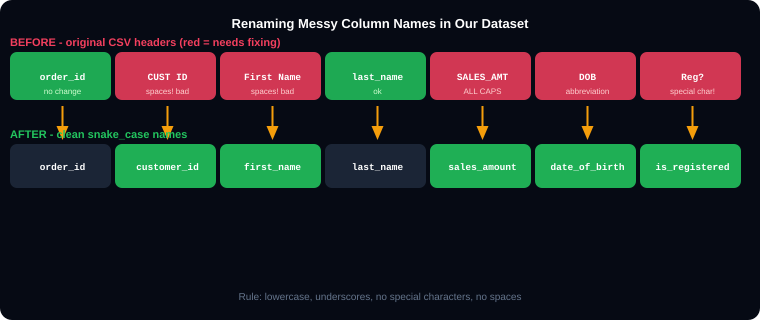 Renaming Messy Column Names in Our Dataset
BEFORE - original CSV headers (red = needs fixing)
order_id CUST ID First Name last_name SALES_AMT DOB Reg?
no change spaces! bad spaces! bad ok ALL CAPS abbreviation special char!
AFTER - clean snake_case names
order_id customer_id first_name last_name sales_amount date_of_birth is_registered
Rule: lowercase, underscores, no special characters, no spaces